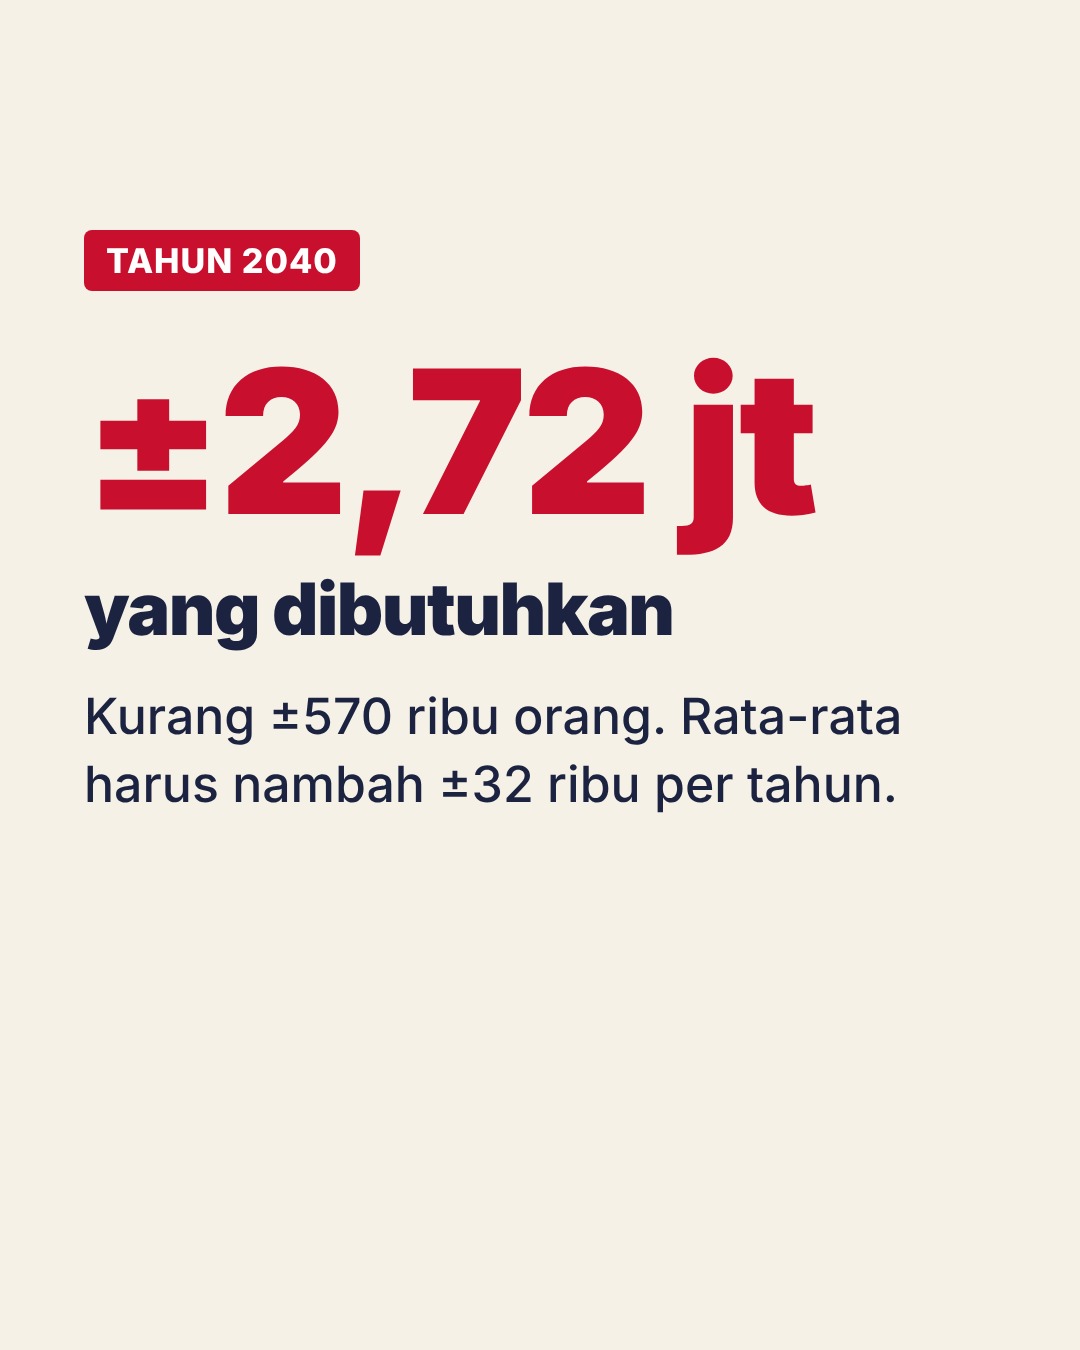 TAHUN 2040
±2,72 jt
yang dibutuhkan
Kurang ±570 ribu orang. Rata-rata
harus nambah ±32 ribu per tahun.